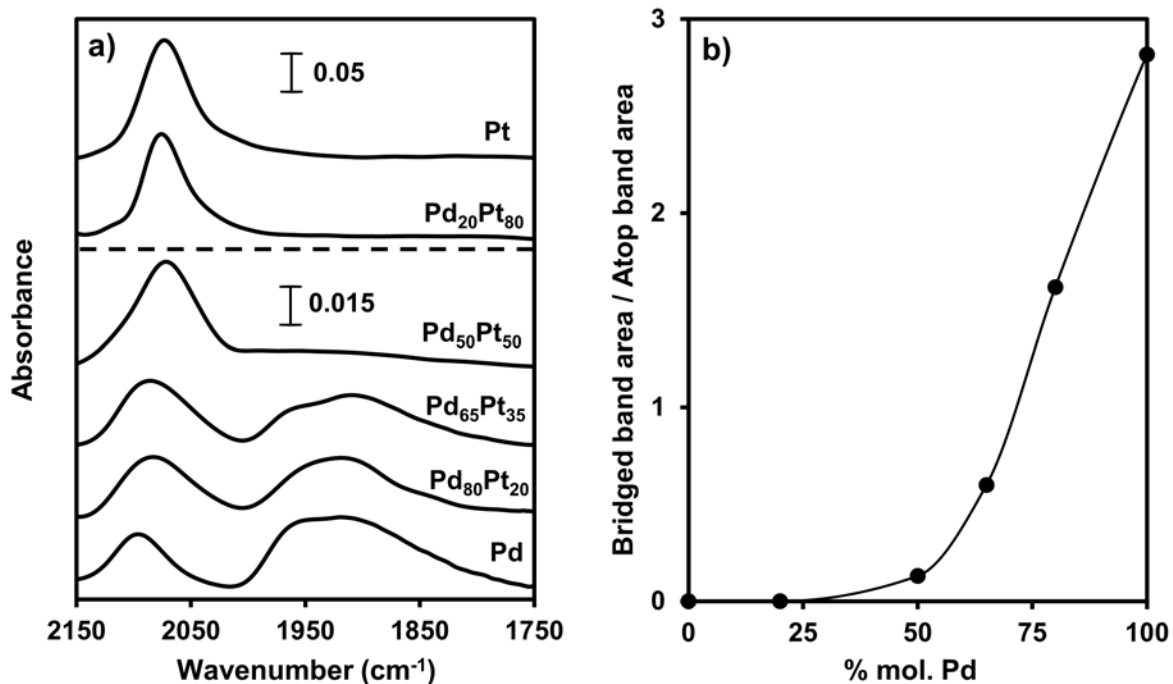 a)
0.05
Pt
Pd₂₀Pt₈₀
0.015
Pd₅₀Pt₅₀
Pd₆₅Pt₃₅
Pd₈₀Pt₂₀
Pd
Absorbance
2150 2050 1950 1850 1750
Wavenumber (cm⁻¹)
b)
3
2
1
0
Bridged band area / Atop band area
0 25 50 75 100
% mol. Pd